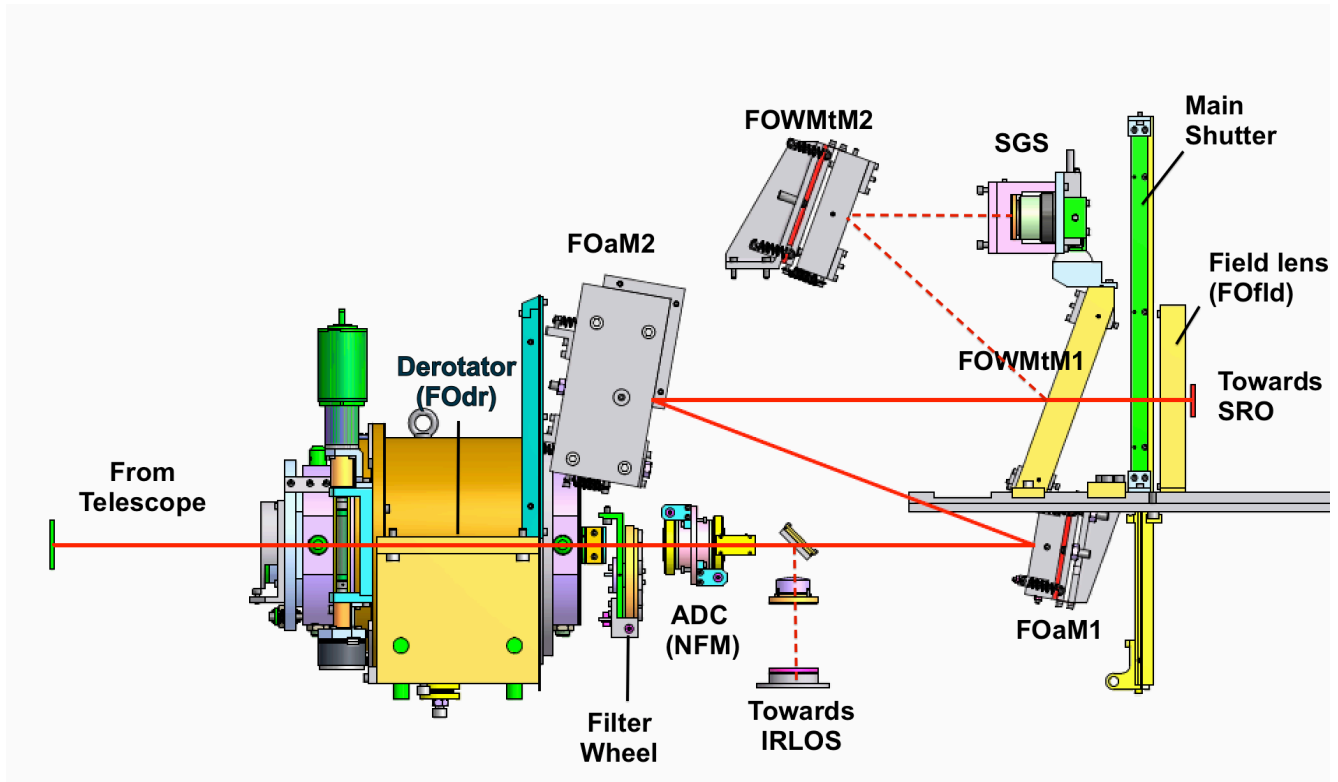 Main
Shutter
FOWMtM2
SGS
FOaM2
Field lens
(FOfld)
FOWMtM1
Derotator
(FOdr)
Towards
SRO
From
Telescope
ADC
(NFM)
FOaM1
Filter
Wheel
Towards
IRLOS